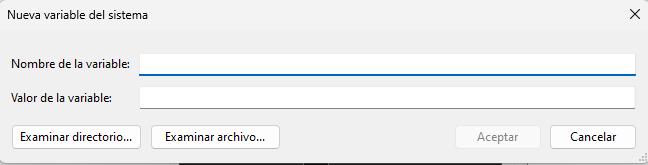 Nueva variable del sistema
Nombre de la variable:
Valor de la variable:
Examinar directorio... Examinar archivo... Aceptar Cancelar